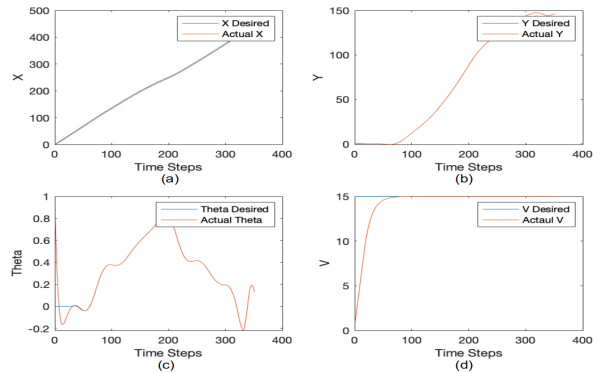 500
400
300
200
100
0
X
X Desired
Actual X
0 100 200 300 400
Time Steps
(a)
150
100
50
0
Y
Y Desired
Actual Y
0 100 200 300 400
Time Steps
(b)
1
0.8
0.6
0.4
0.2
0
-0.2
Theta
Theta Desired
Actual Theta
0 100 200 300 400
Time Steps
(c)
15
10
5
0
V
V Desired
Actaul V
0 100 200 300 400
Time Steps
(d)